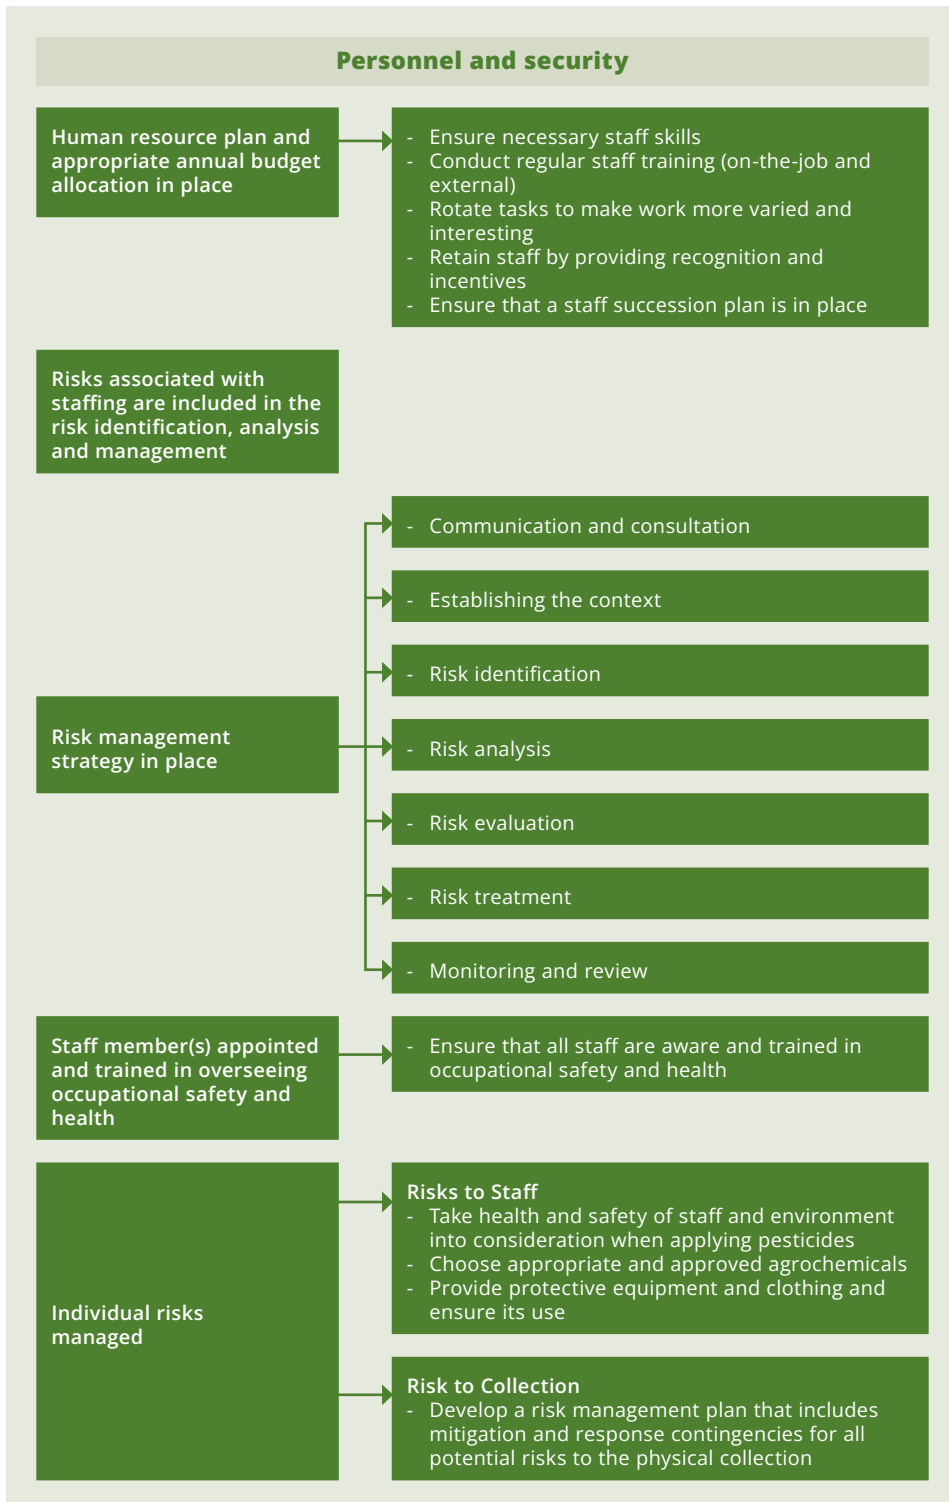 Personnel and security
Human resource plan and
appropriate annual budget
allocation in place
- Ensure necessary staff skills
- Conduct regular staff training (on-the-job and
external)
- Rotate tasks to make work more varied and
interesting
- Retain staff by providing recognition and
incentives
- Ensure that a staff succession plan is in place
Risks associated with
staffing are included in the
risk identification, analysis
and management
Risk management
strategy in place
- Communication and consultation
- Establishing the context
- Risk identification
- Risk analysis
- Risk evaluation
- Risk treatment
- Monitoring and review
Staff member(s) appointed
and trained in overseeing
occupational safety and
health
- Ensure that all staff are aware and trained in
occupational safety and health
Individual risks
managed
Risks to Staff
- Take health and safety of staff and environment
into consideration when applying pesticides
- Choose appropriate and approved agrochemicals
- Provide protective equipment and clothing and
ensure its use
Risk to Collection
- Develop a risk management plan that includes
mitigation and response contingencies for all
potential risks to the physical collection